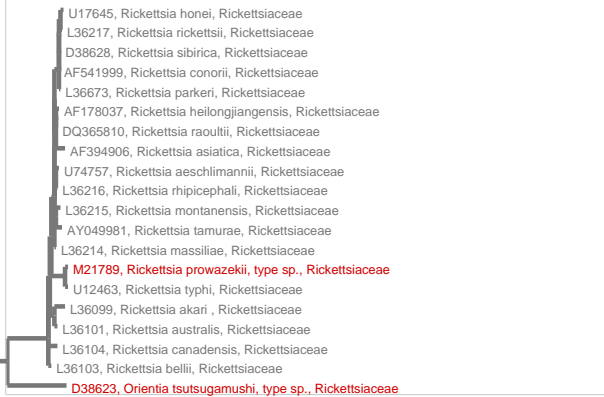 U17645, Rickettsia honei, Rickettsiaceae
L36217, Rickettsia rickettsii, Rickettsiaceae
D38628, Rickettsia sibirica, Rickettsiaceae
AF541999, Rickettsia conorii, Rickettsiaceae
L36673, Rickettsia parkeri, Rickettsiaceae
AF178037, Rickettsia heilongjiangensis, Rickettsiaceae
DQ365810, Rickettsia raoultii, Rickettsiaceae
AF394906, Rickettsia asiatica, Rickettsiaceae
U74757, Rickettsia aeschlimannii, Rickettsiaceae
L36216, Rickettsia rhipicephali, Rickettsiaceae
L36215, Rickettsia montanensis, Rickettsiaceae
AY049981, Rickettsia tamurae, Rickettsiaceae
L36214, Rickettsia massiliae, Rickettsiaceae
M21789, Rickettsia prowazekii, type sp., Rickettsiaceae
U12463, Rickettsia typhi, Rickettsiaceae
L36099, Rickettsia akari , Rickettsiaceae
L36101, Rickettsia australis, Rickettsiaceae
L36104, Rickettsia canadensis, Rickettsiaceae
L36103, Rickettsia bellii, Rickettsiaceae
D38623, Orientia tsutsugamushi, type sp., Rickettsiaceae